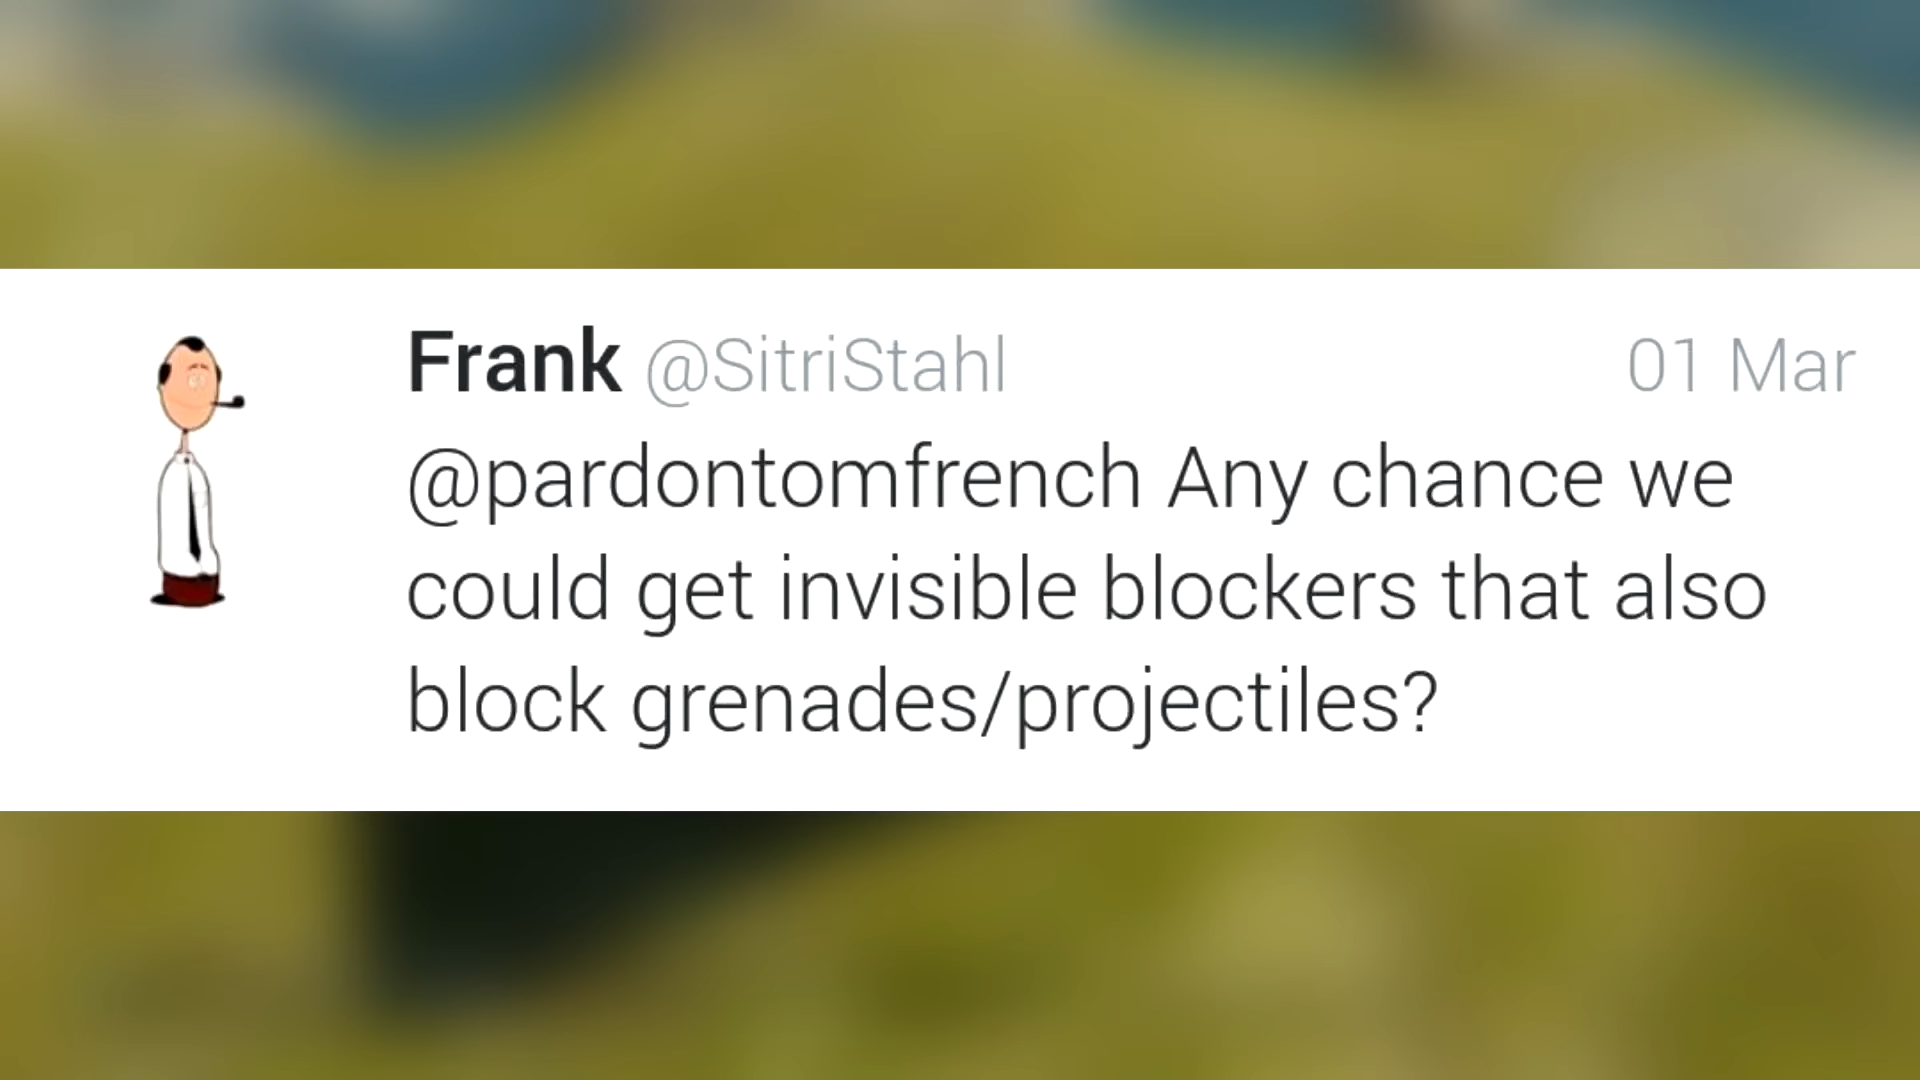 Frank @SitriStahl 01 Mar
@pardontomfrench Any chance we
could get invisible blockers that also
block grenades/projectiles?